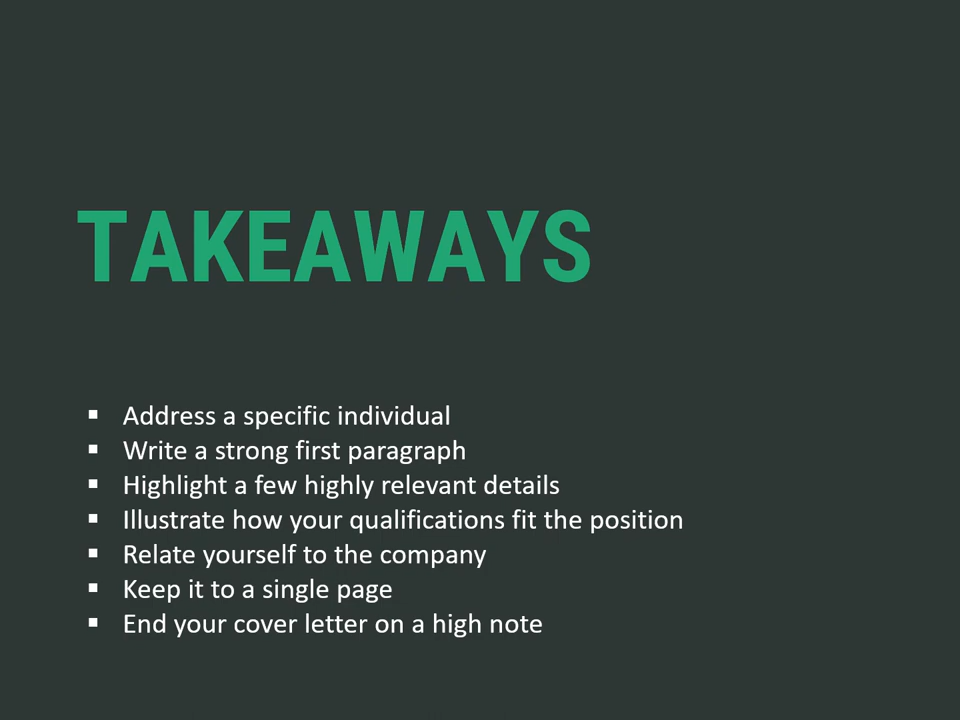 TAKEAWAYS
▪ Address a specific individual
▪ Write a strong first paragraph
▪ Highlight a few highly relevant details
▪ Illustrate how your qualifications fit the position
▪ Relate yourself to the company
▪ Keep it to a single page
▪ End your cover letter on a high note